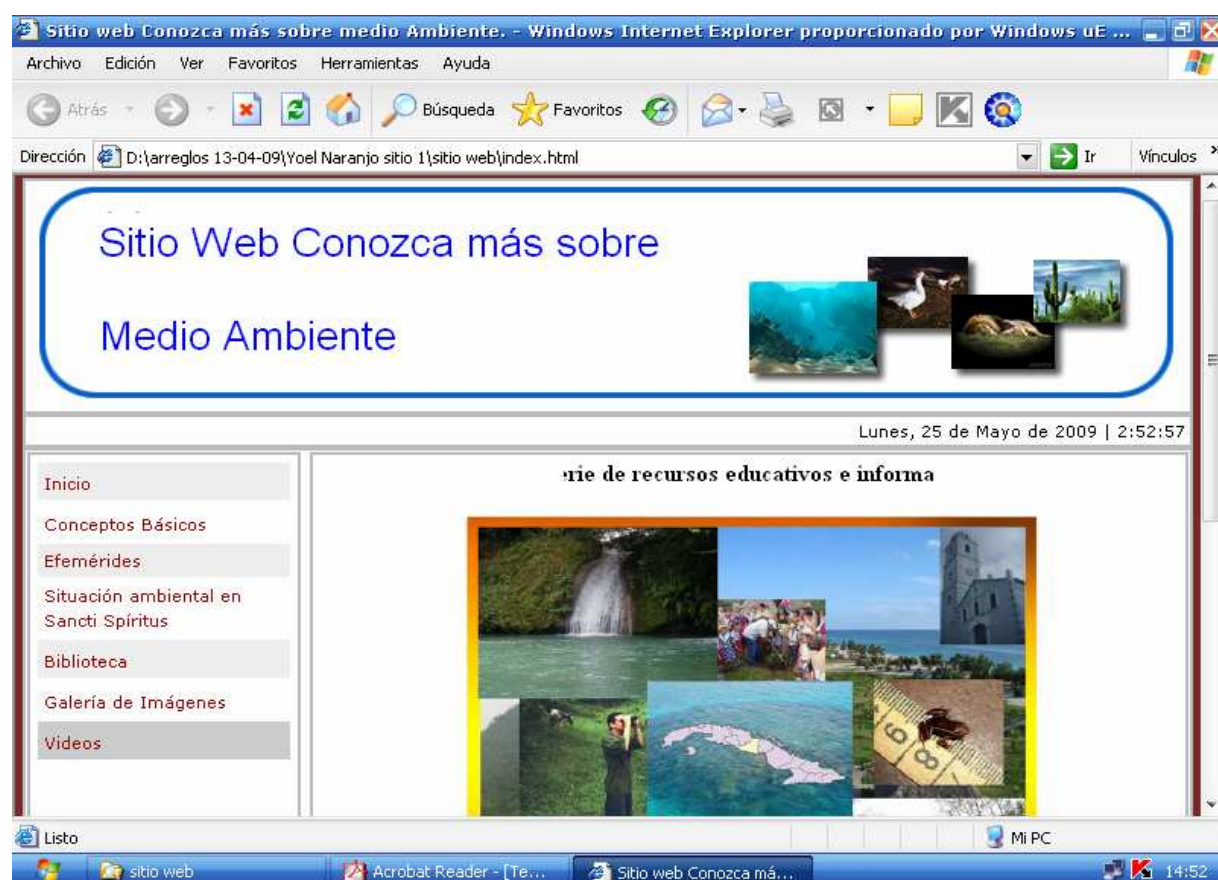 Sitio web Conozca más sobre medio Ambiente. - Windows Internet Explorer proporcionado por Windows uE ...
Archivo Edición Ver Favoritos Herramientas Ayuda
Atrás Búsqueda Favoritos
Dirección D:\arreglos 13-04-09\Yoel Naranjo sitio 1\sitio web\index.html Ir Vínculos »
Sitio Web Conozca más sobre
Medio Ambiente
Lunes, 25 de Mayo de 2009 | 2:52:57
Inicio
Conceptos Básicos
Efemérides
Situación ambiental en
Sancti Spíritus
Biblioteca
Galería de Imágenes
Videos
rie de recursos educativos e informa
9 8
Listo Mi PC
sitio web Acrobat Reader - [Te... Sitio web Conozca má... 14:52